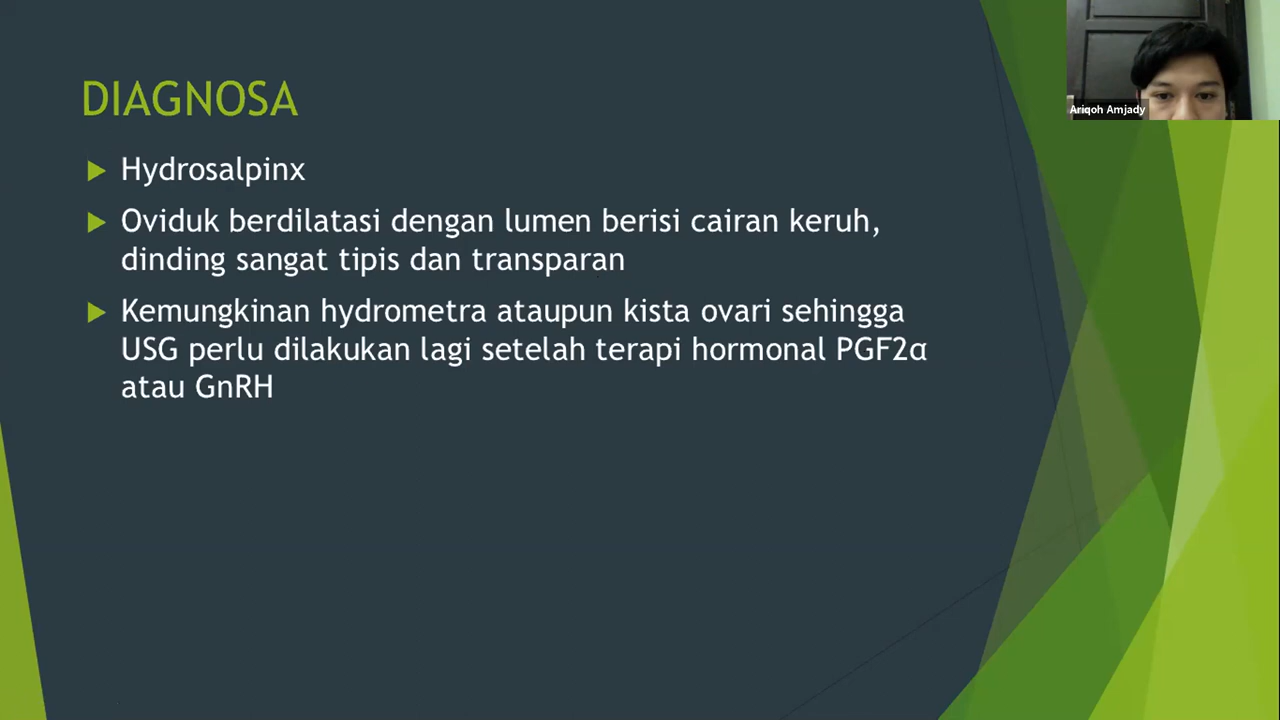 DIAGNOSA
Hydrosalpinx
Oviduk berdilatasi dengan lumen berisi cairan keruh,
dinding sangat tipis dan transparan
Kemungkinan hydrometra ataupun kista ovari sehingga
USG perlu dilakukan lagi setelah terapi hormonal PGF2α
atau GnRH
Ariqoh Amjady